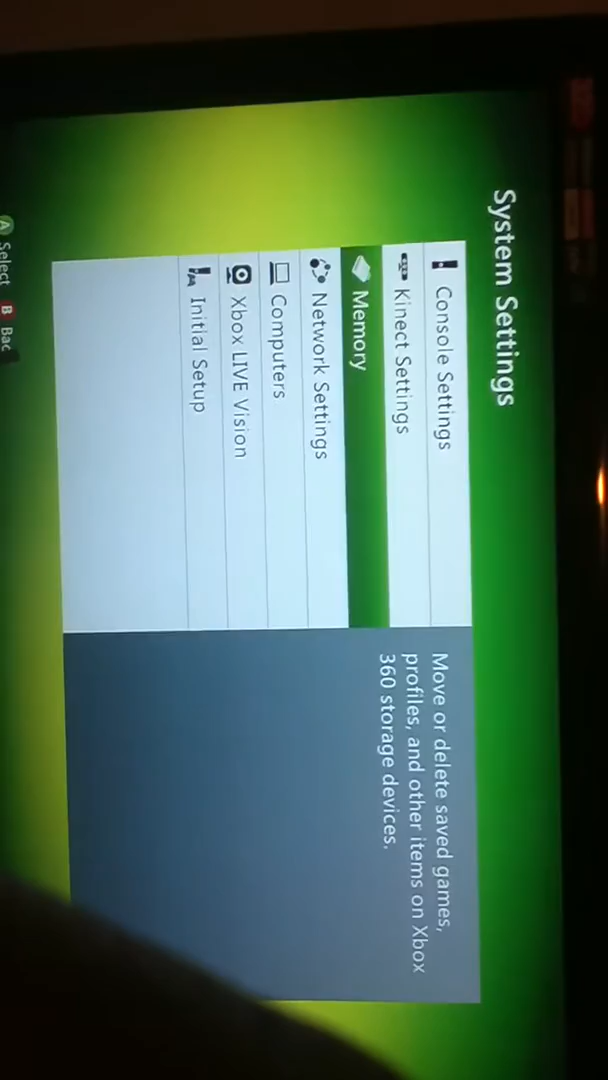 System Settings
Console Settings
Kinect Settings
Memory
Network Settings
Computers
Xbox LIVE Vision
Initial Setup
Move or delete saved games,
profiles, and other items on Xbox
360 storage devices.
A Select B Bac